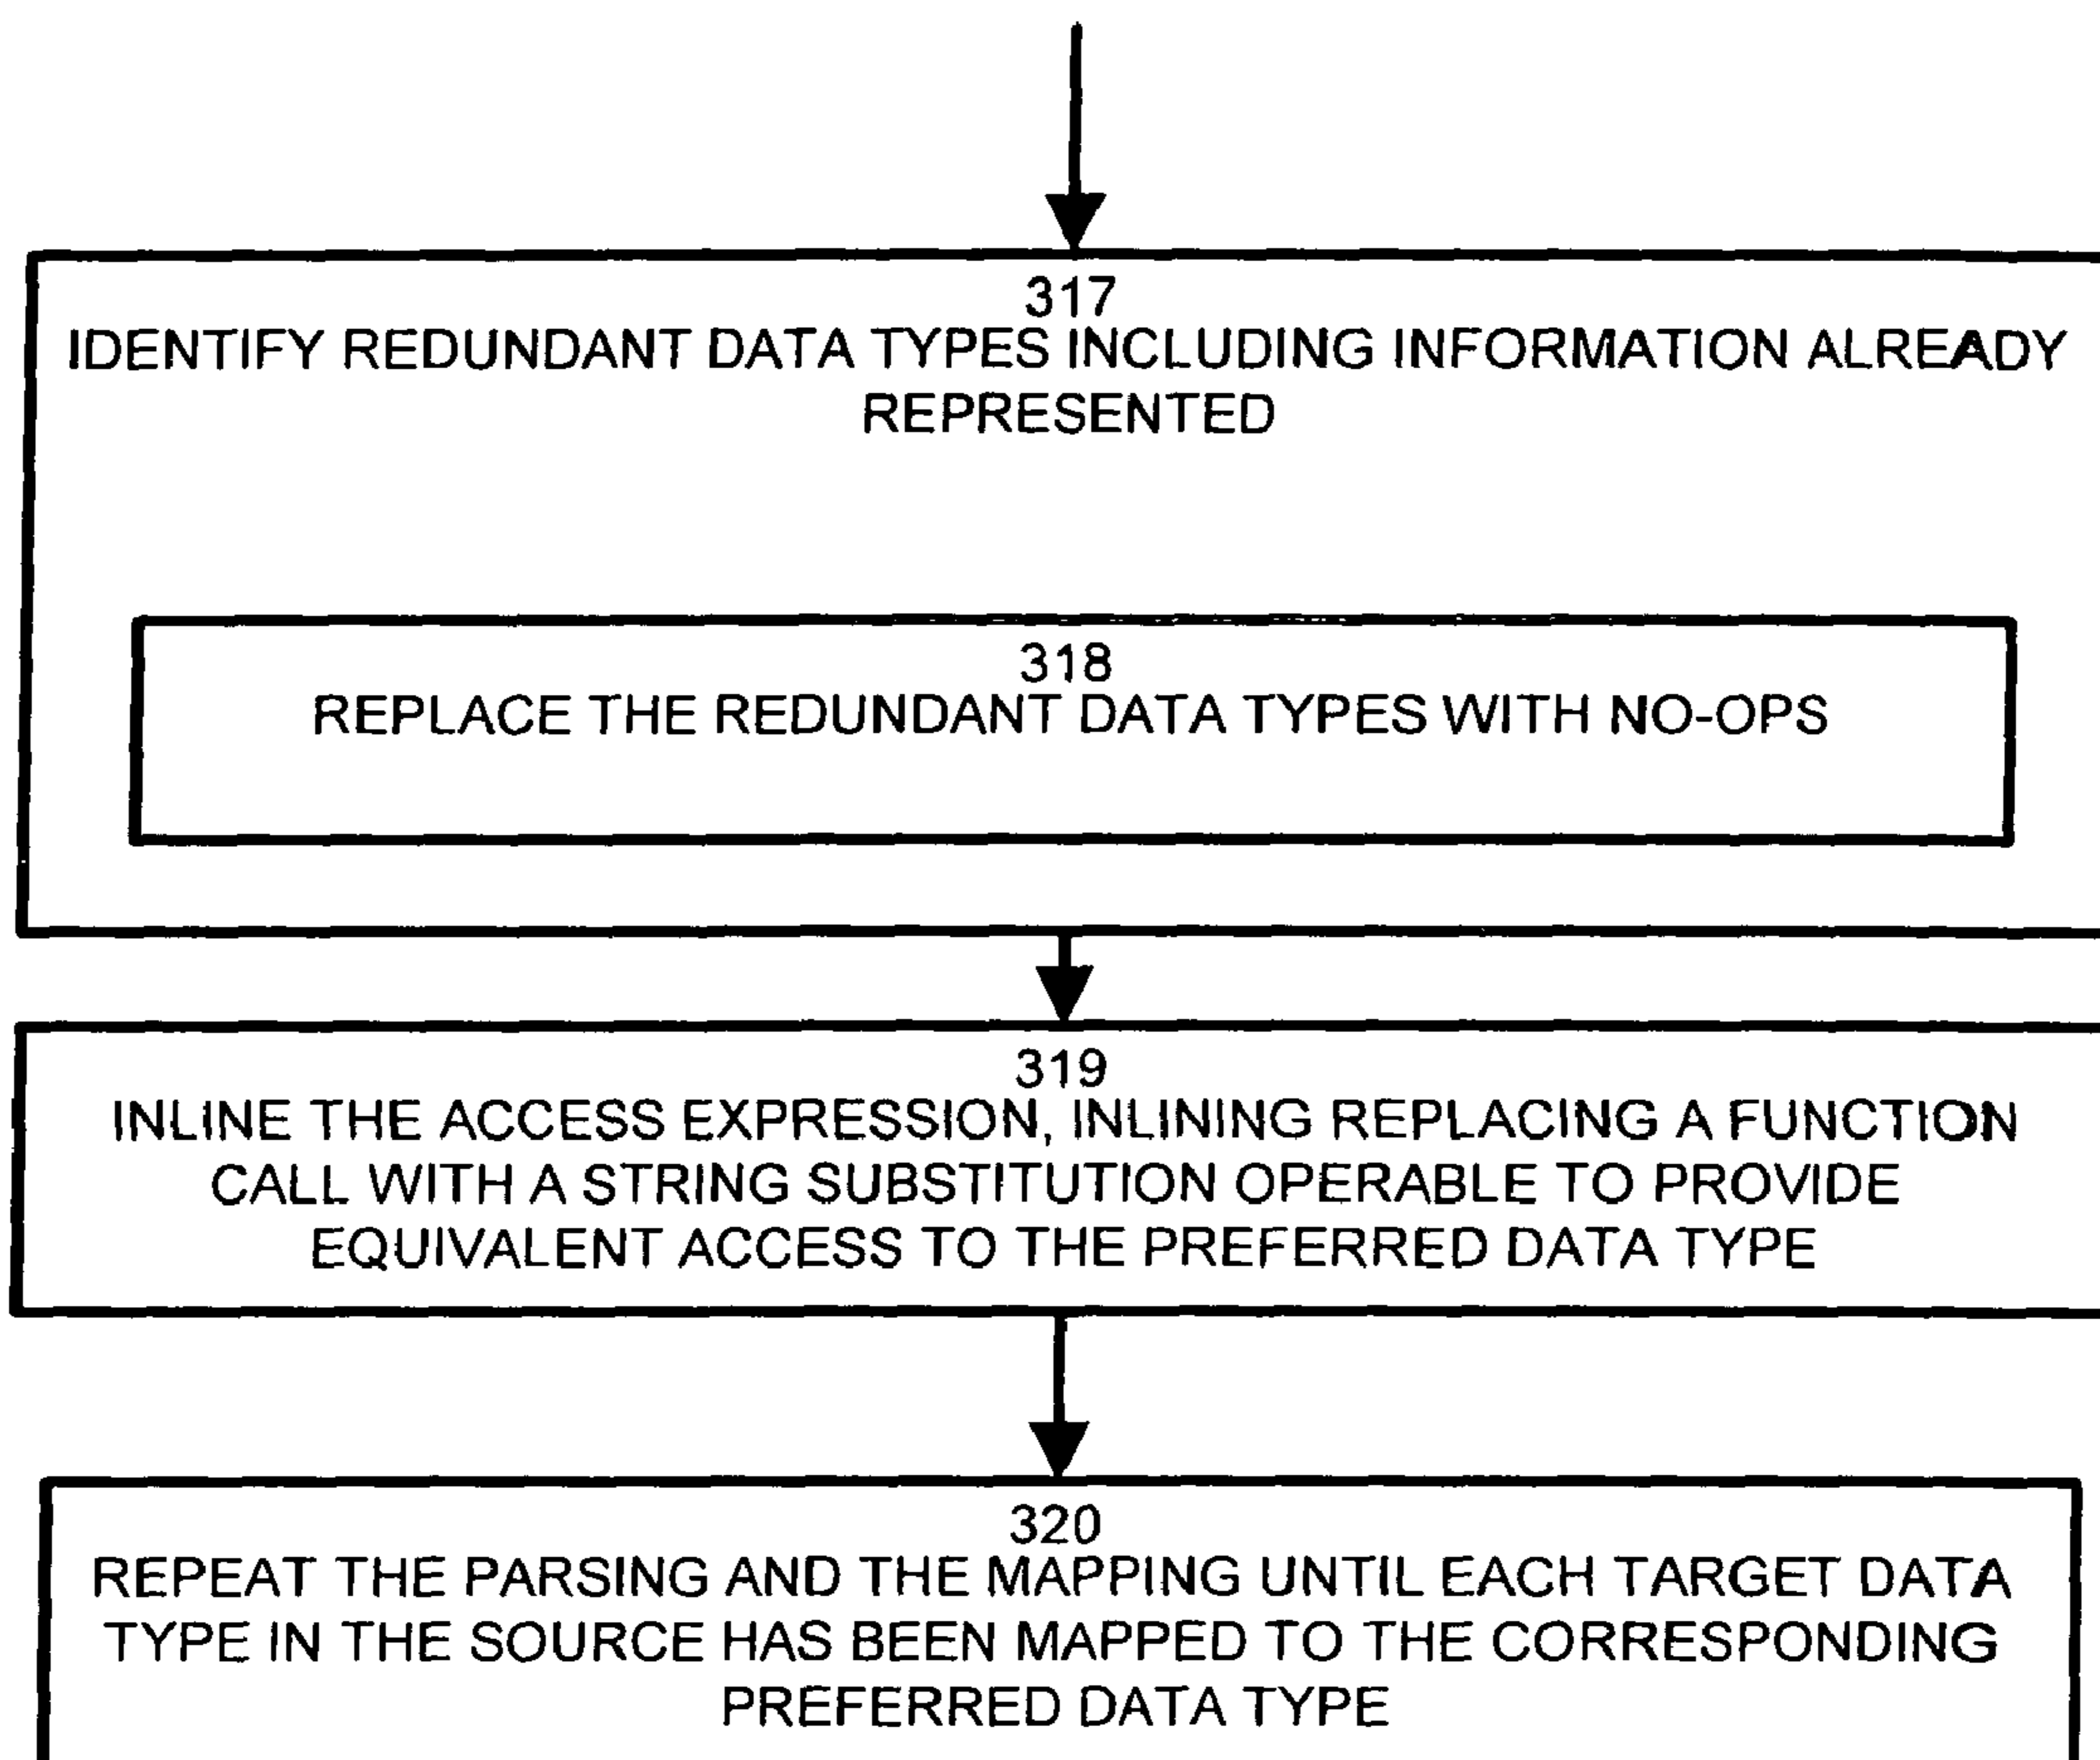 317
IDENTIFY REDUNDANT DATA TYPES INCLUDING INFORMATION ALREADY
REPRESENTED
318
REPLACE THE REDUNDANT DATA TYPES WITH NO-OPS
319
INLINE THE ACCESS EXPRESSION, INLINING REPLACING A FUNCTION
CALL WITH A STRING SUBSTITUTION OPERABLE TO PROVIDE
EQUIVALENT ACCESS TO THE PREFERRED DATA TYPE
320
REPEAT THE PARSING AND THE MAPPING UNTIL EACH TARGET DATA
TYPE IN THE SOURCE HAS BEEN MAPPED TO THE CORRESPONDING
PREFERRED DATA TYPE